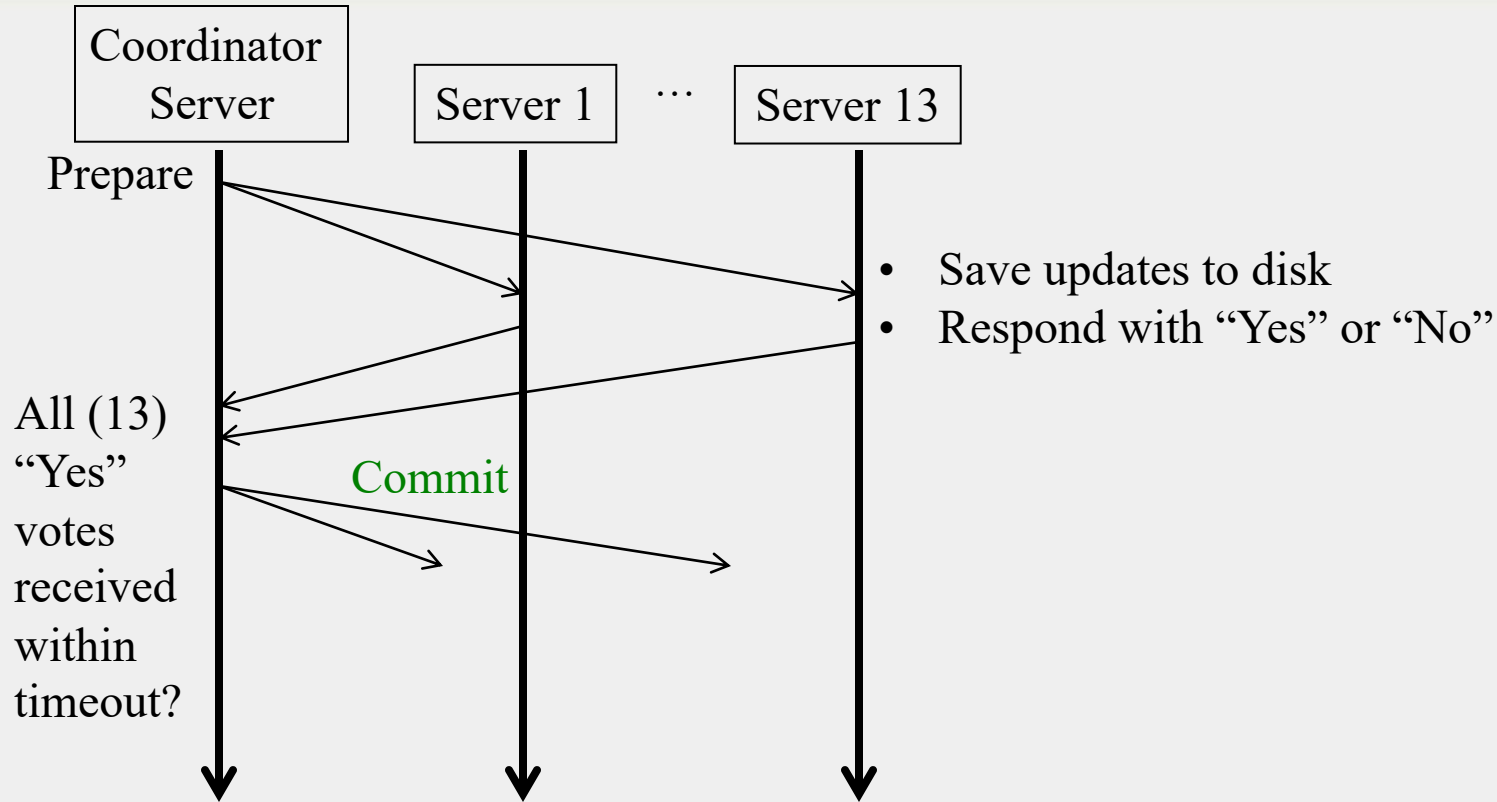 Coordinator
Server
Server 1
…
Server 13
Prepare
• Save updates to disk
• Respond with “Yes” or “No”
All (13)
“Yes”
votes
received
within
timeout?
Commit